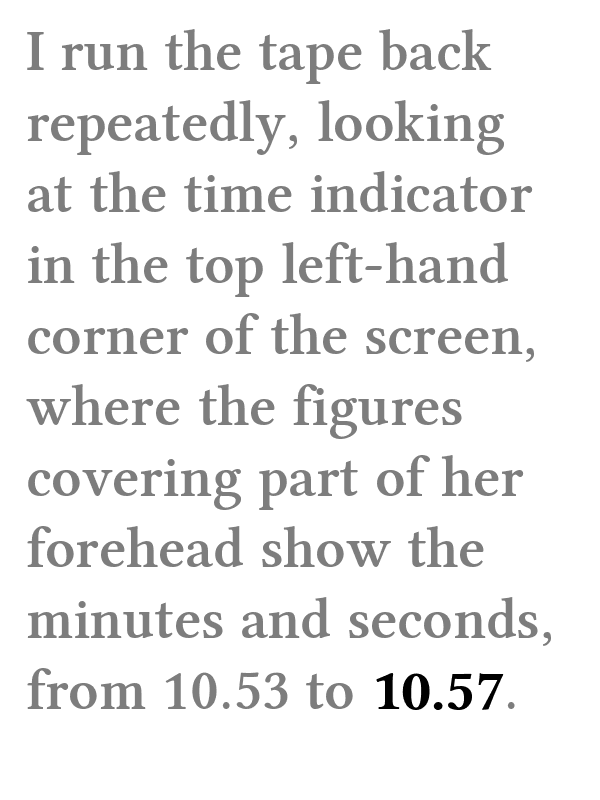 I run the tape back
repeatedly, looking
at the time indicator
in the top left-hand
corner of the screen,
where the figures
covering part of her
forehead show the
minutes and seconds,
from 10.53 to 10.57.